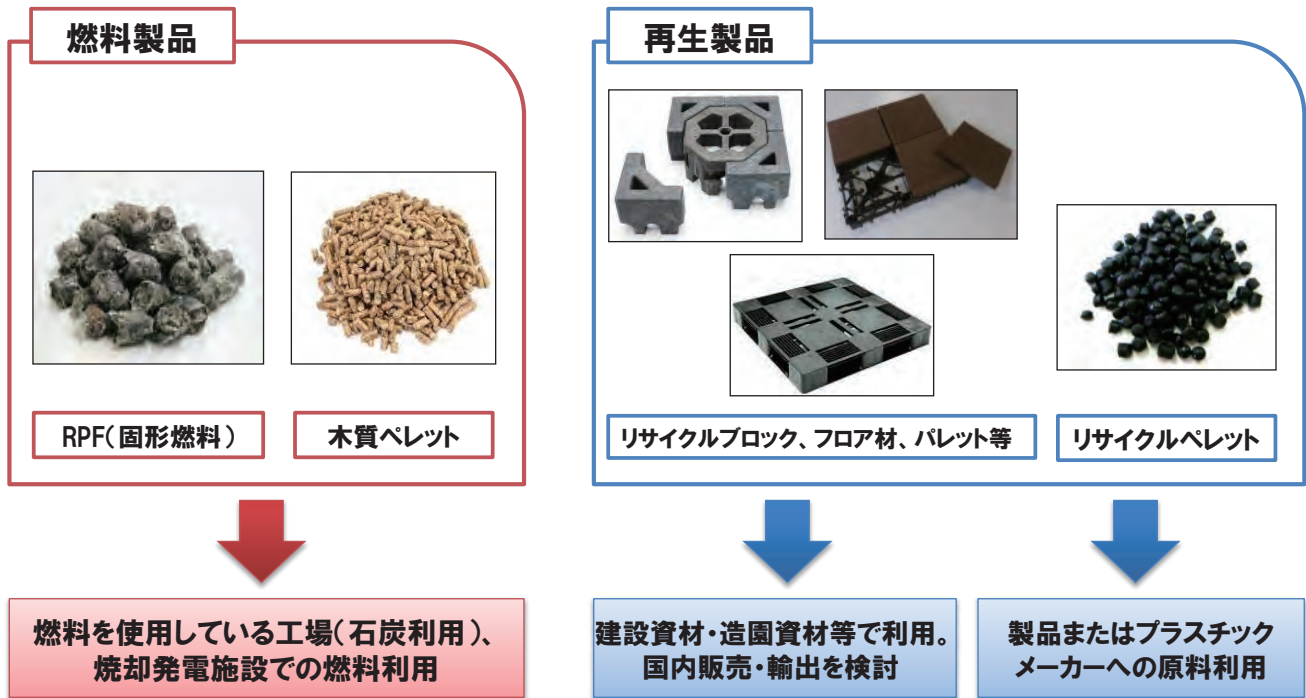 燃料製品
再生製品
RPF（固形燃料）
木質ペレット
リサイクルブロック、フロア材、パレット等
リサイクルペレット
燃料を使用している工場（石炭利用）、
焼却発電施設での燃料利用
建設資材・造園資材等で利用。
国内販売・輸出を検討
製品またはプラスチック
メーカーへの原料利用